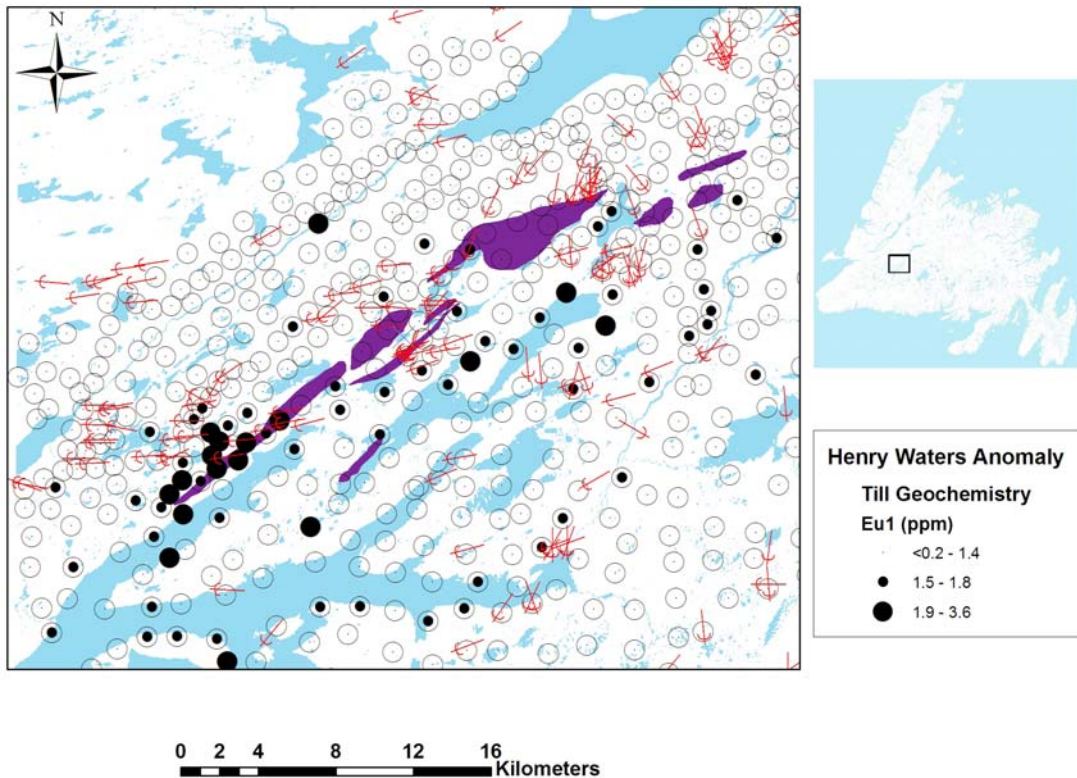 N
Henry Waters Anomaly
Till Geochemistry
Eu1 (ppm)
<0.2 - 1.4
1.5 - 1.8
1.9 - 3.6
0 2 4 8 12 16
Kilometers